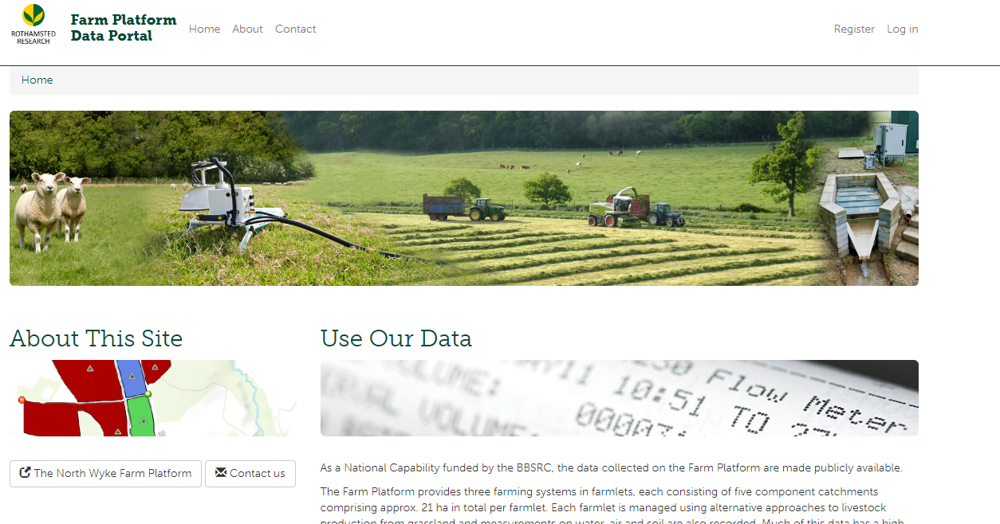 ROTHAMSTED
RESEARCH
Farm Platform
Data Portal
Home
About
Contact
Register
Log in
Home
About This Site
Use Our Data
VOLUME:
10:51
Flow Meter
VOLUME:
TO
The North Wyke Farm Platform
Contact us
As a National Capability funded by the BBSRC, the data collected on the Farm Platform are made publicly available.
The Farm Platform provides three farming systems in farmlets, each consisting of five component catchments
comprising approx. 21 ha in total per farmlet. Each farmlet is managed using alternative approaches to livestock
production from grassland and measurements on water, air and soil are also recorded. Much of this data has a high